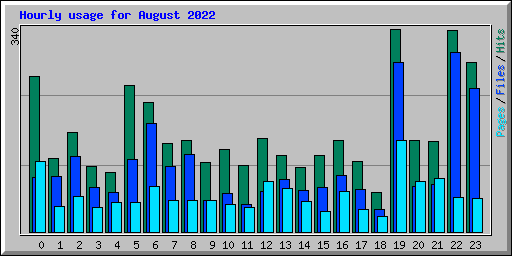 Hourly usage for August 2022
340
Pages/Files/Hits
0 1 2 3 4 5 6 7 8 9 10 11 12 13 14 15 16 17 18 19 20 21 22 23